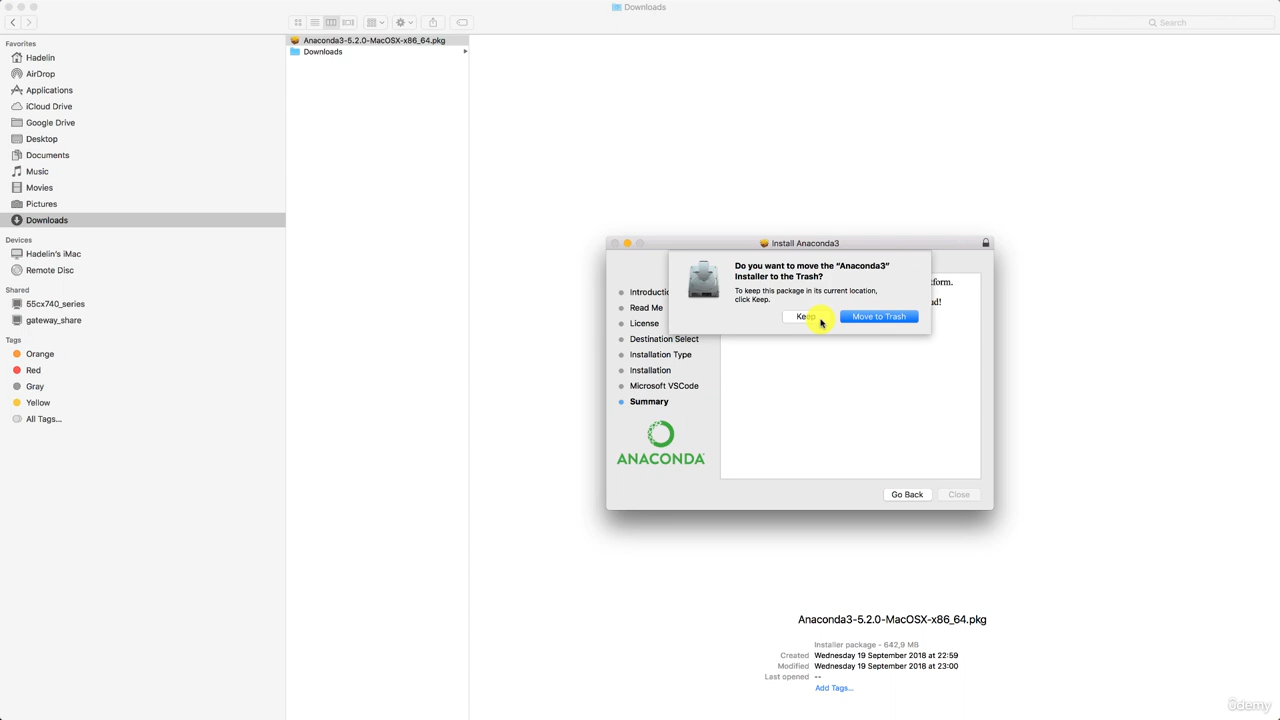 Downloads
Search
Favorites
Hadelin
AirDrop
Applications
iCloud Drive
Google Drive
Desktop
Documents
Music
Movies
Pictures
Downloads
Devices
Hadelin's iMac
Remote Disc
Shared
55cx740_series
gateway_share
Tags
Orange
Red
Gray
Yellow
All Tags...
Anaconda3-5.2.0-MacOSX-x86_64.pkg
Downloads
Install Anaconda3
Do you want to move the “Anaconda3”
Installer to the Trash?
To keep this package in its current location,
click Keep.
Keep
Move to Trash
Read Me
License
Destination Select
Installation Type
Installation
Microsoft VSCode
Summary
ANACONDA
Go Back
Close
Anaconda3-5.2.0-MacOSX-x86_64.pkg
Installer package - 642,9 MB
Created Wednesday 19 September 2018 at 22:59
Modified Wednesday 19 September 2018 at 23:00
Last opened --
Add Tags...
ûdemy